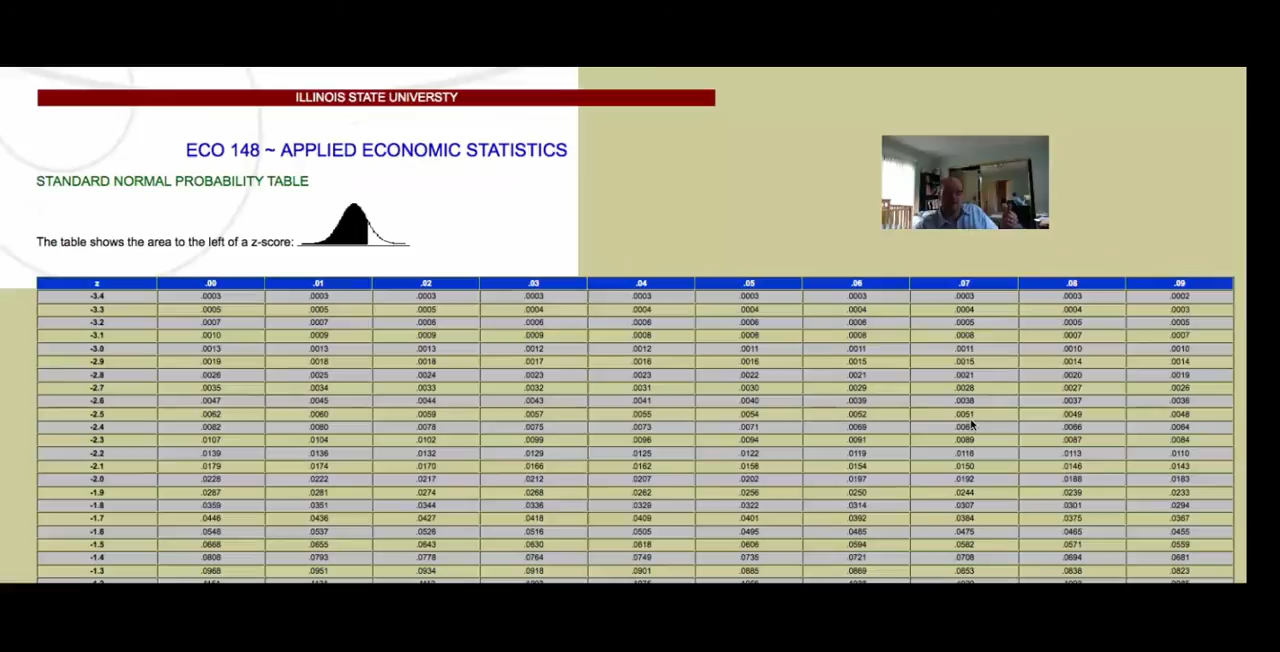 ILLINOIS STATE UNIVERSTY
ECO 148 ~ APPLIED ECONOMIC STATISTICS
STANDARD NORMAL PROBABILITY TABLE
The table shows the area to the left of a z-score:
z .00 .01 .02 .03 .04 .05 .06 .07 .08 .09
-3.4 .0003 .0003 .0003 .0003 .0003 .0003 .0003 .0003 .0003 .0002
-3.3 .0005 .0005 .0005 .0004 .0004 .0004 .0004 .0004 .0004 .0003
-3.2 .0007 .0007 .0006 .0006 .0006 .0006 .0006 .0005 .0005 .0005
-3.1 .0010 .0009 .0009 .0009 .0008 .0008 .0008 .0008 .0007 .0007
-3.0 .0013 .0013 .0013 .0012 .0012 .0011 .0011 .0011 .0010 .0010
-2.9 .0019 .0018 .0018 .0017 .0016 .0016 .0015 .0015 .0014 .0014
-2.8 .0026 .0025 .0024 .0023 .0023 .0022 .0021 .0021 .0020 .0019
-2.7 .0035 .0034 .0033 .0032 .0031 .0030 .0029 .0028 .0027 .0026
-2.6 .0047 .0045 .0044 .0043 .0041 .0040 .0039 .0038 .0037 .0036
-2.5 .0062 .0060 .0059 .0057 .0055 .0054 .0052 .0051 .0049 .0048
-2.4 .0082 .0080 .0078 .0075 .0073 .0071 .0069 .0066 .0064
-2.3 .0107 .0104 .0102 .0099 .0096 .0094 .0091 .0089 .0087 .0084
-2.2 .0139 .0136 .0132 .0129 .0125 .0122 .0119 .0116 .0113 .0110
-2.1 .0179 .0174 .0170 .0166 .0162 .0158 .0154 .0150 .0146 .0143
-2.0 .0228 .0222 .0217 .0212 .0207 .0202 .0197 .0192 .0188 .0183
-1.9 .0287 .0281 .0274 .0268 .0262 .0256 .0250 .0244 .0239 .0233
-1.8 .0359 .0351 .0344 .0336 .0329 .0322 .0314 .0307 .0301 .0294
-1.7 .0446 .0436 .0427 .0418 .0409 .0401 .0392 .0384 .0375 .0367
-1.6 .0548 .0537 .0526 .0516 .0505 .0495 .0485 .0475 .0465 .0455
-1.5 .0668 .0655 .0643 .0630 .0618 .0606 .0594 .0582 .0571 .0559
-1.4 .0808 .0793 .0778 .0764 .0749 .0735 .0721 .0708 .0694 .0681
-1.3 .0968 .0951 .0934 .0918 .0901 .0885 .0869 .0853 .0838 .0823